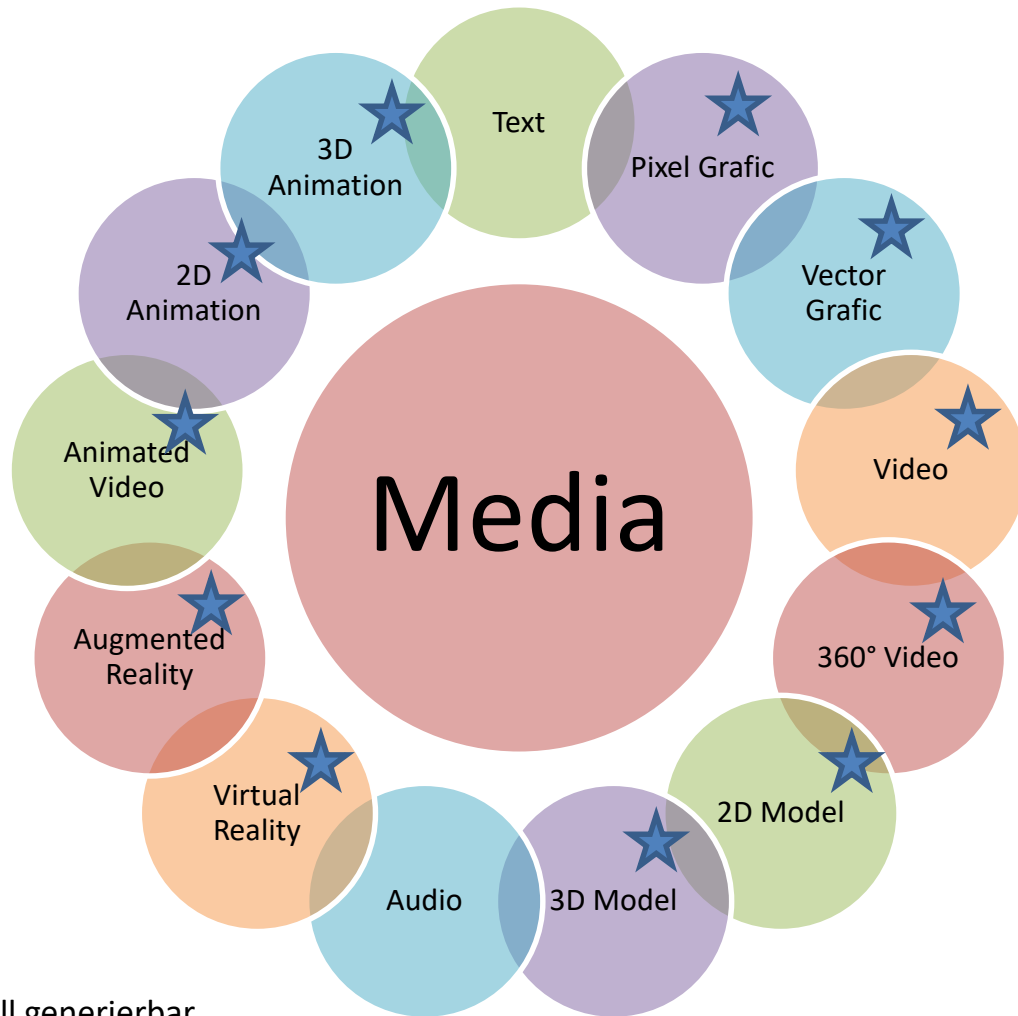 Text
Pixel Grafic
Vector
Grafic
Video
360° Video
2D Model
3D Model
Audio
Virtual
Reality
Augmented
Reality
Animated
Video
2D
Animation
3D
Animation
Media
generierbar